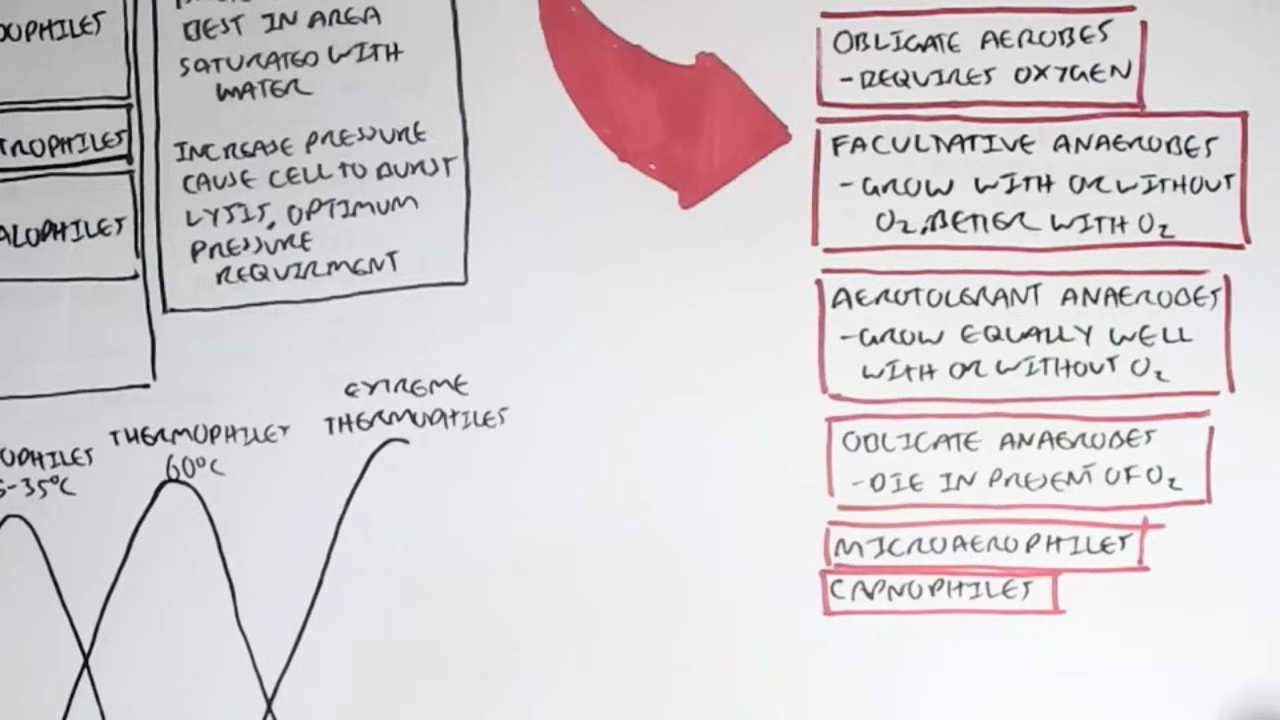 OPHILES
TROPHILES
ALOPHILES
BEST IN AREA
SATURATED WITH
WATER
INCREASE PRESSURE
CAUSE CELL TO BURST
LYSIS, OPTIMUM
PRESSURE
REQUIRMENT
OPHILES
-35°C
THERMOPHILES
60°C
EXTREME
THERMOPHILES
OBLIGATE AEROBES
- REQUIRES OXYGEN
FACULTATIVE ANAEROBES
- GROW WITH OR WITHOUT
O₂, BETTER WITH O₂
AEROTOLERANT ANAEROBES
- GROW EQUALLY WELL
WITH OR WITHOUT O₂
OBLIGATE ANAEROBES
- DIE IN PRESENT OF O₂
MICROAEROPHILES
CAPNOPHILES